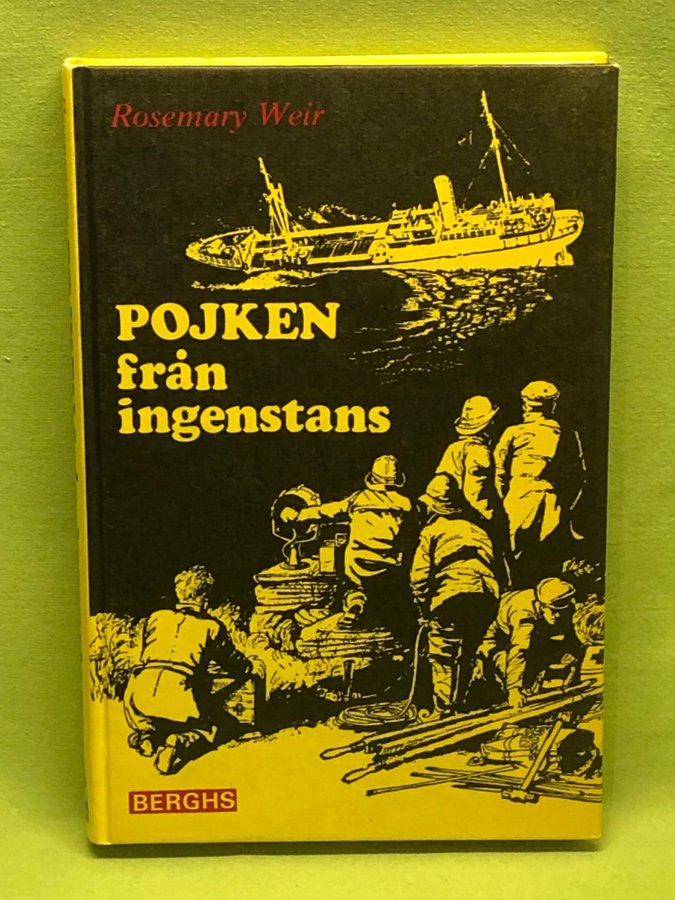 Rosemary Weir
POJKEN
från
ingenstans
BERGHS